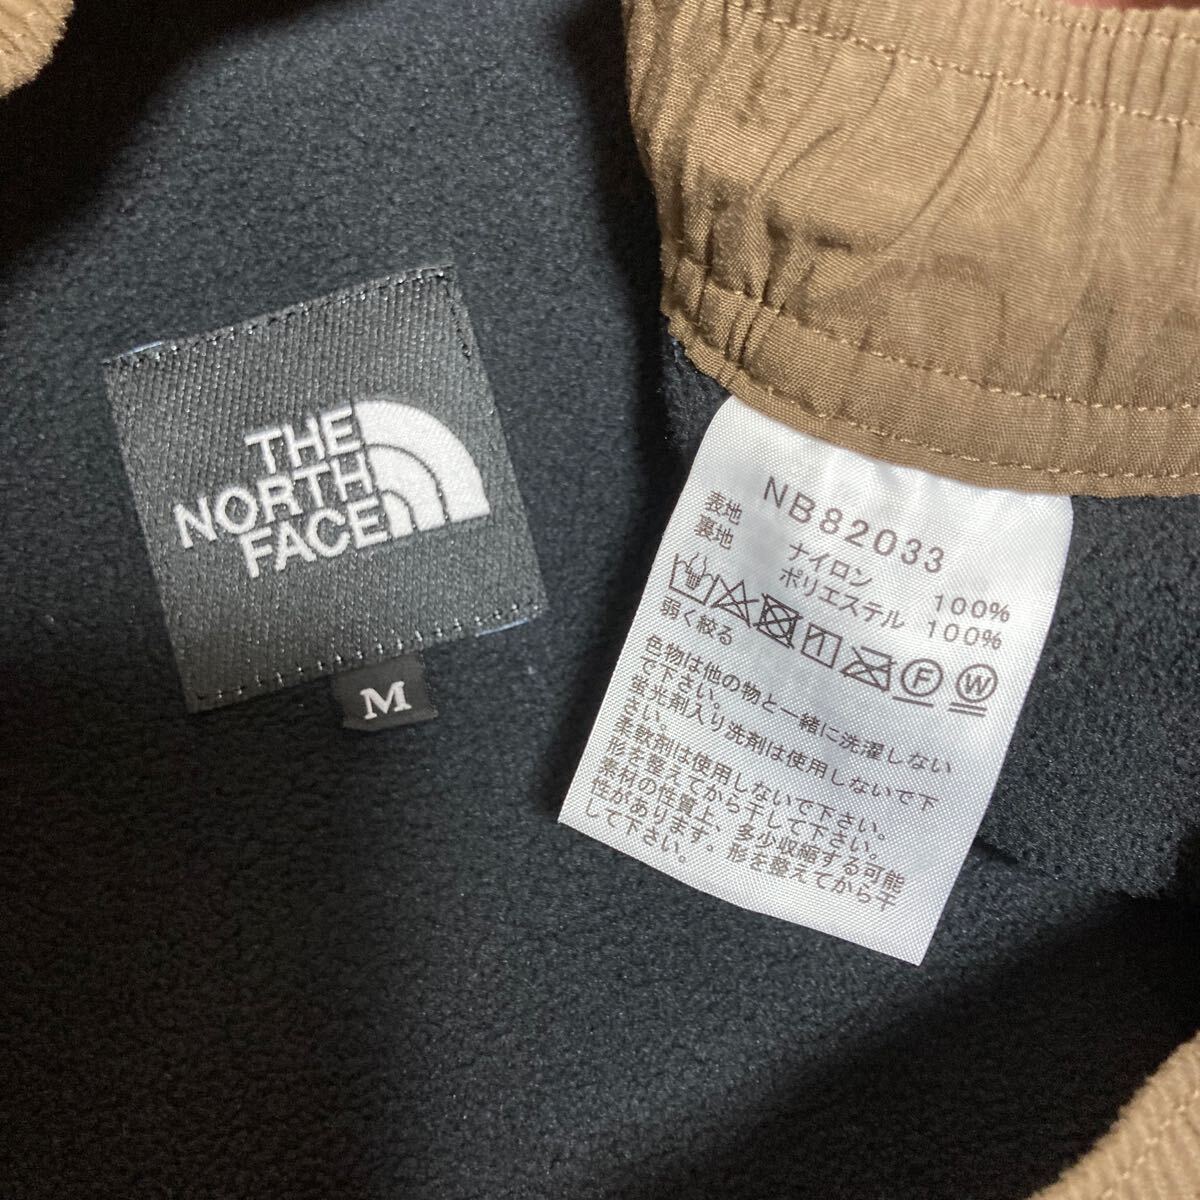 THE
NORTH
FACE
M
NB82033
表地 ナイロン 100%
裏地 ポリエステル 100%
F W
弱く絞る
色物は他の物と一緒に洗濯しない
で下さい。
蛍光剤入り洗剤は使用しないで下
さい。
柔軟剤は使用しないで下さい。
形を整えてから干して下さい。
素材の性質上、多少収縮する可能
性があります・形を整えてから干
して下さい。